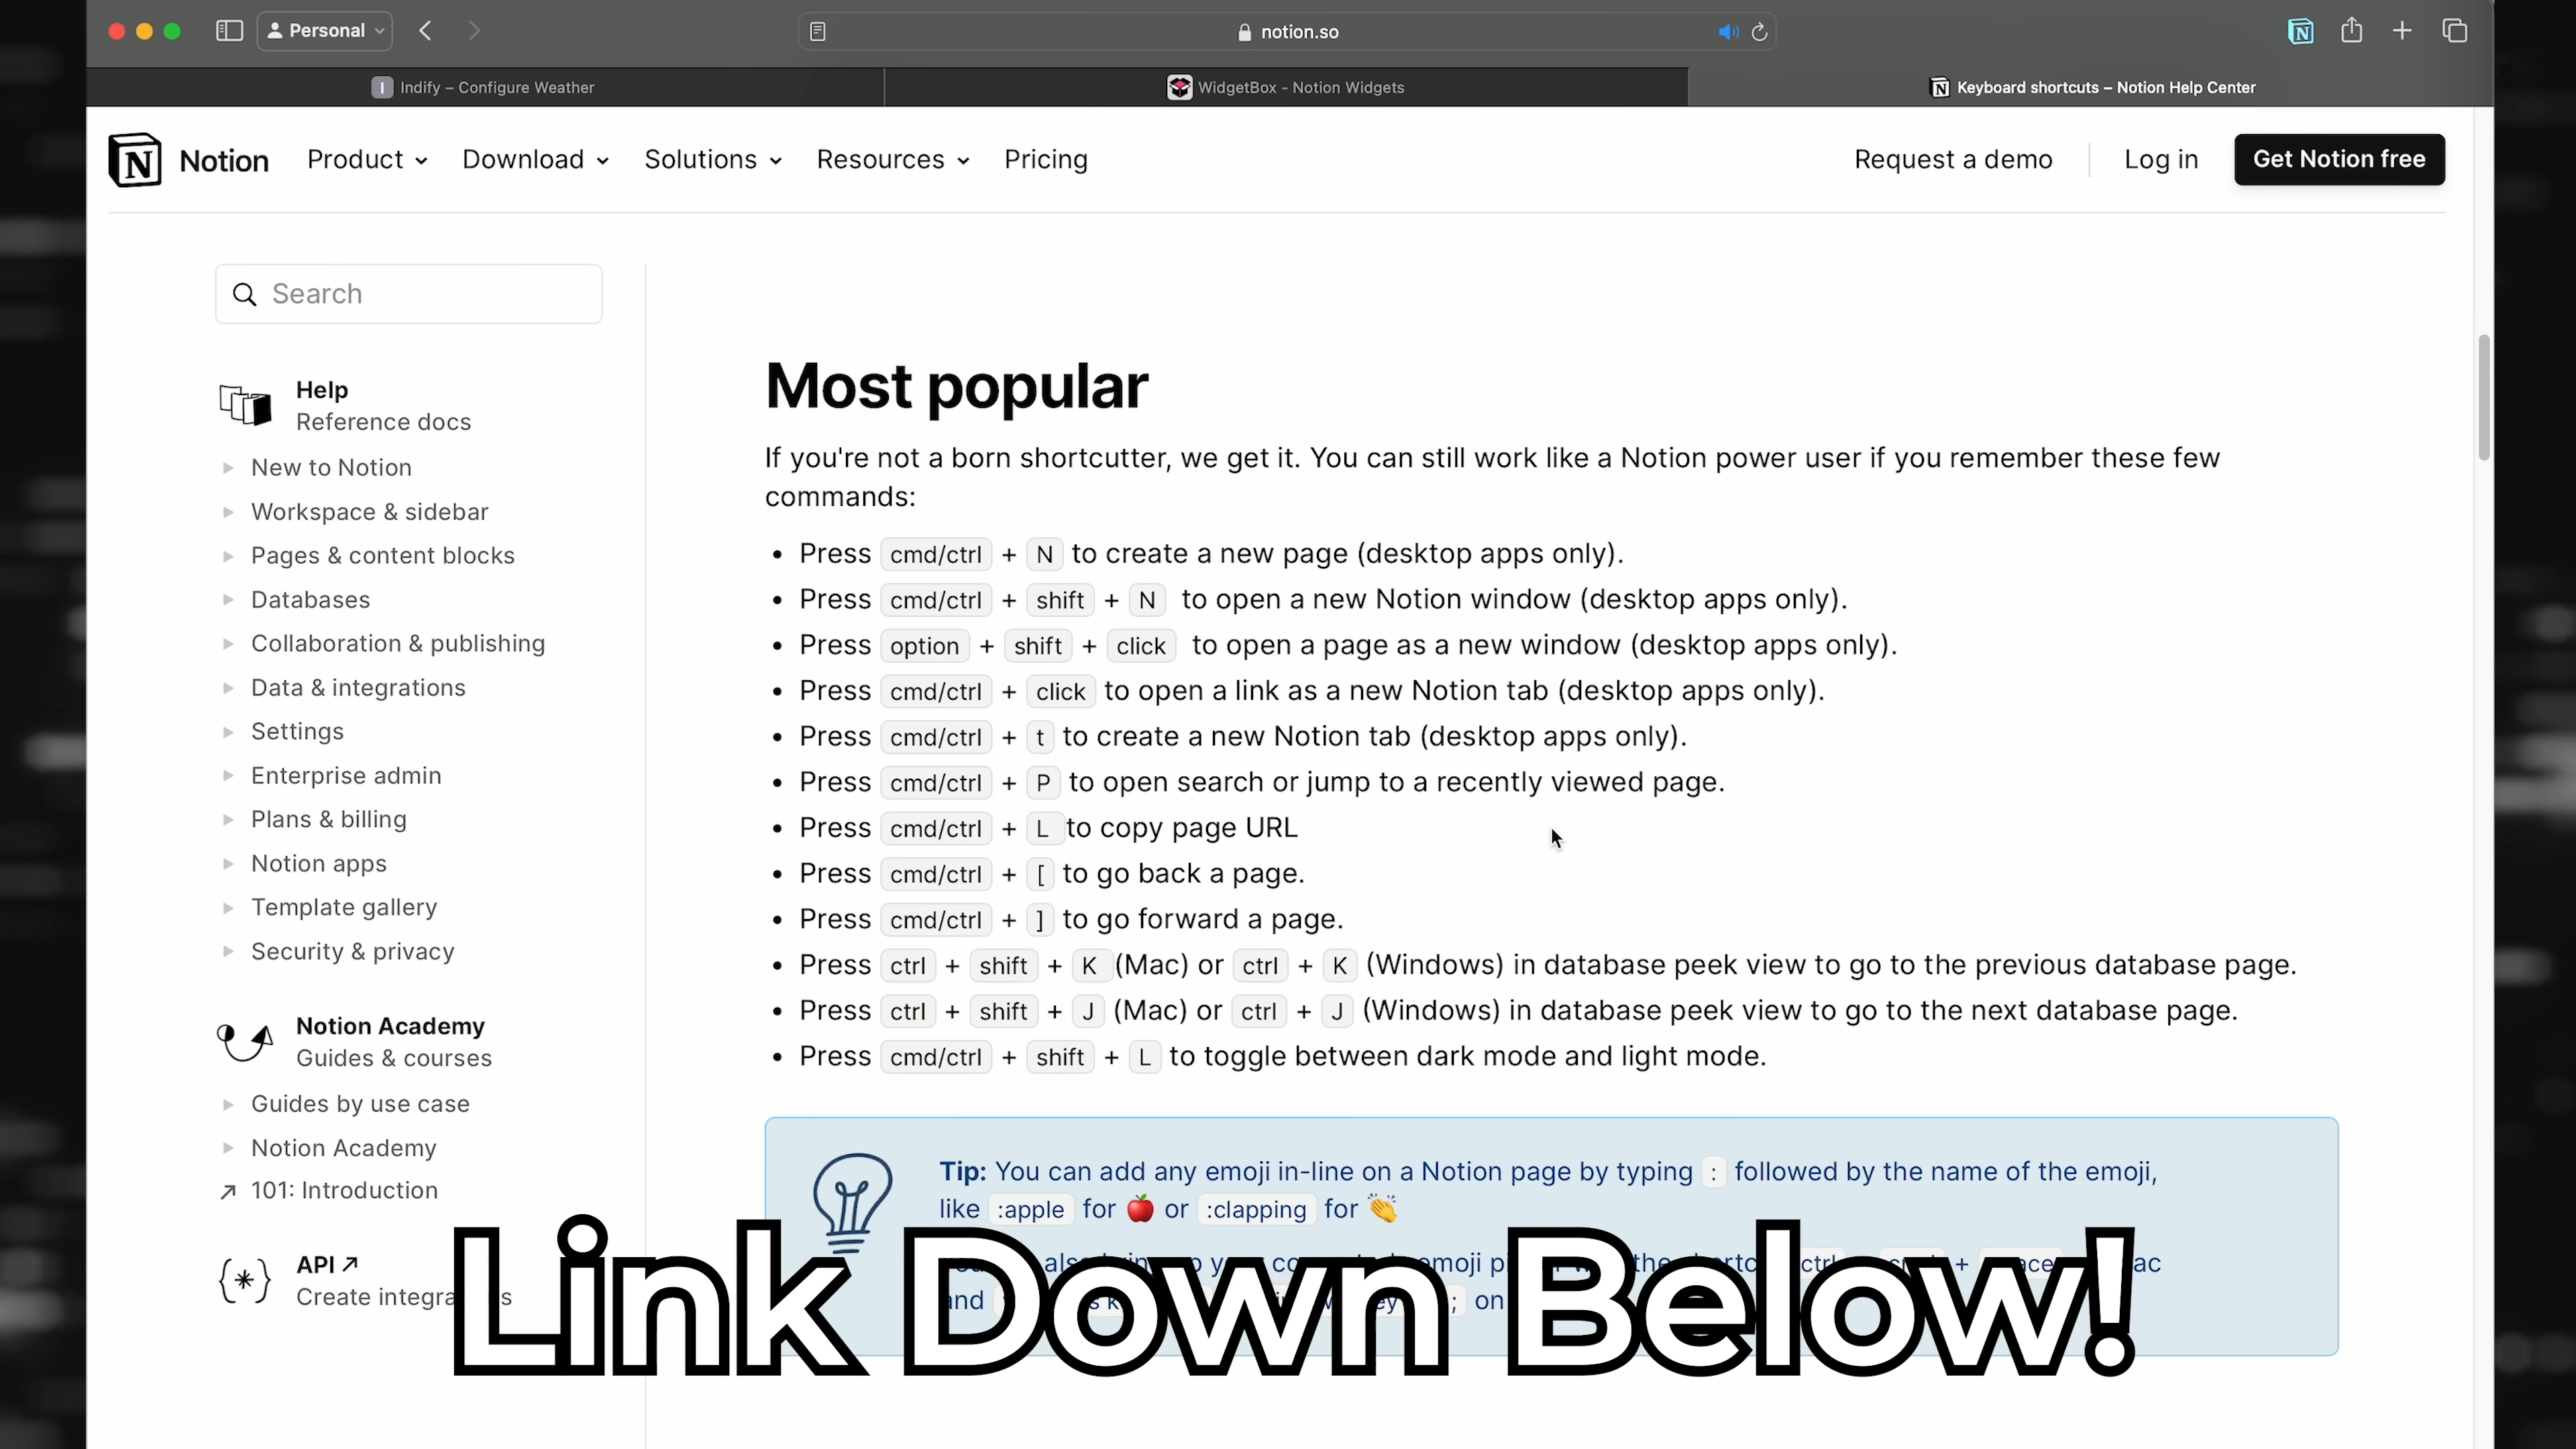 Personal
notion.so
Indify – Configure Weather
WidgetBox - Notion Widgets
Keyboard shortcuts – Notion Help Center
Notion
Product
Download
Solutions
Resources
Pricing
Request a demo
Log in
Get Notion free
Search
Help
Reference docs
New to Notion
Workspace & sidebar
Pages & content blocks
Databases
Collaboration & publishing
Data & integrations
Settings
Enterprise admin
Plans & billing
Notion apps
Template gallery
Security & privacy
Notion Academy
Guides & courses
Guides by use case
Notion Academy
101: Introduction
API
Most popular
If you're not a born shortcutter, we get it. You can still work like a Notion power user if you remember these few
commands:
• Press cmd/ctrl + N to create a new page (desktop apps only).
• Press cmd/ctrl + shift + N to open a new Notion window (desktop apps only).
• Press option + shift + click to open a page as a new window (desktop apps only).
• Press cmd/ctrl + click to open a link as a new Notion tab (desktop apps only).
• Press cmd/ctrl + t to create a new Notion tab (desktop apps only).
• Press cmd/ctrl + P to open search or jump to a recently viewed page.
• Press cmd/ctrl + L to copy page URL
• Press cmd/ctrl + [ to go back a page.
• Press cmd/ctrl + ] to go forward a page.
• Press ctrl + shift + K (Mac) or ctrl + K (Windows) in database peek view to go to the previous database page.
• Press ctrl + shift + J (Mac) or ctrl + J (Windows) in database peek view to go to the next database page.
• Press cmd/ctrl + shift + L to toggle between dark mode and light mode.
Tip: You can add any emoji in-line on a Notion page by typing : followed by the name of the emoji,
like :apple for 🍎 or :clapping for 👏
Create
and ; on
Link Down Below!